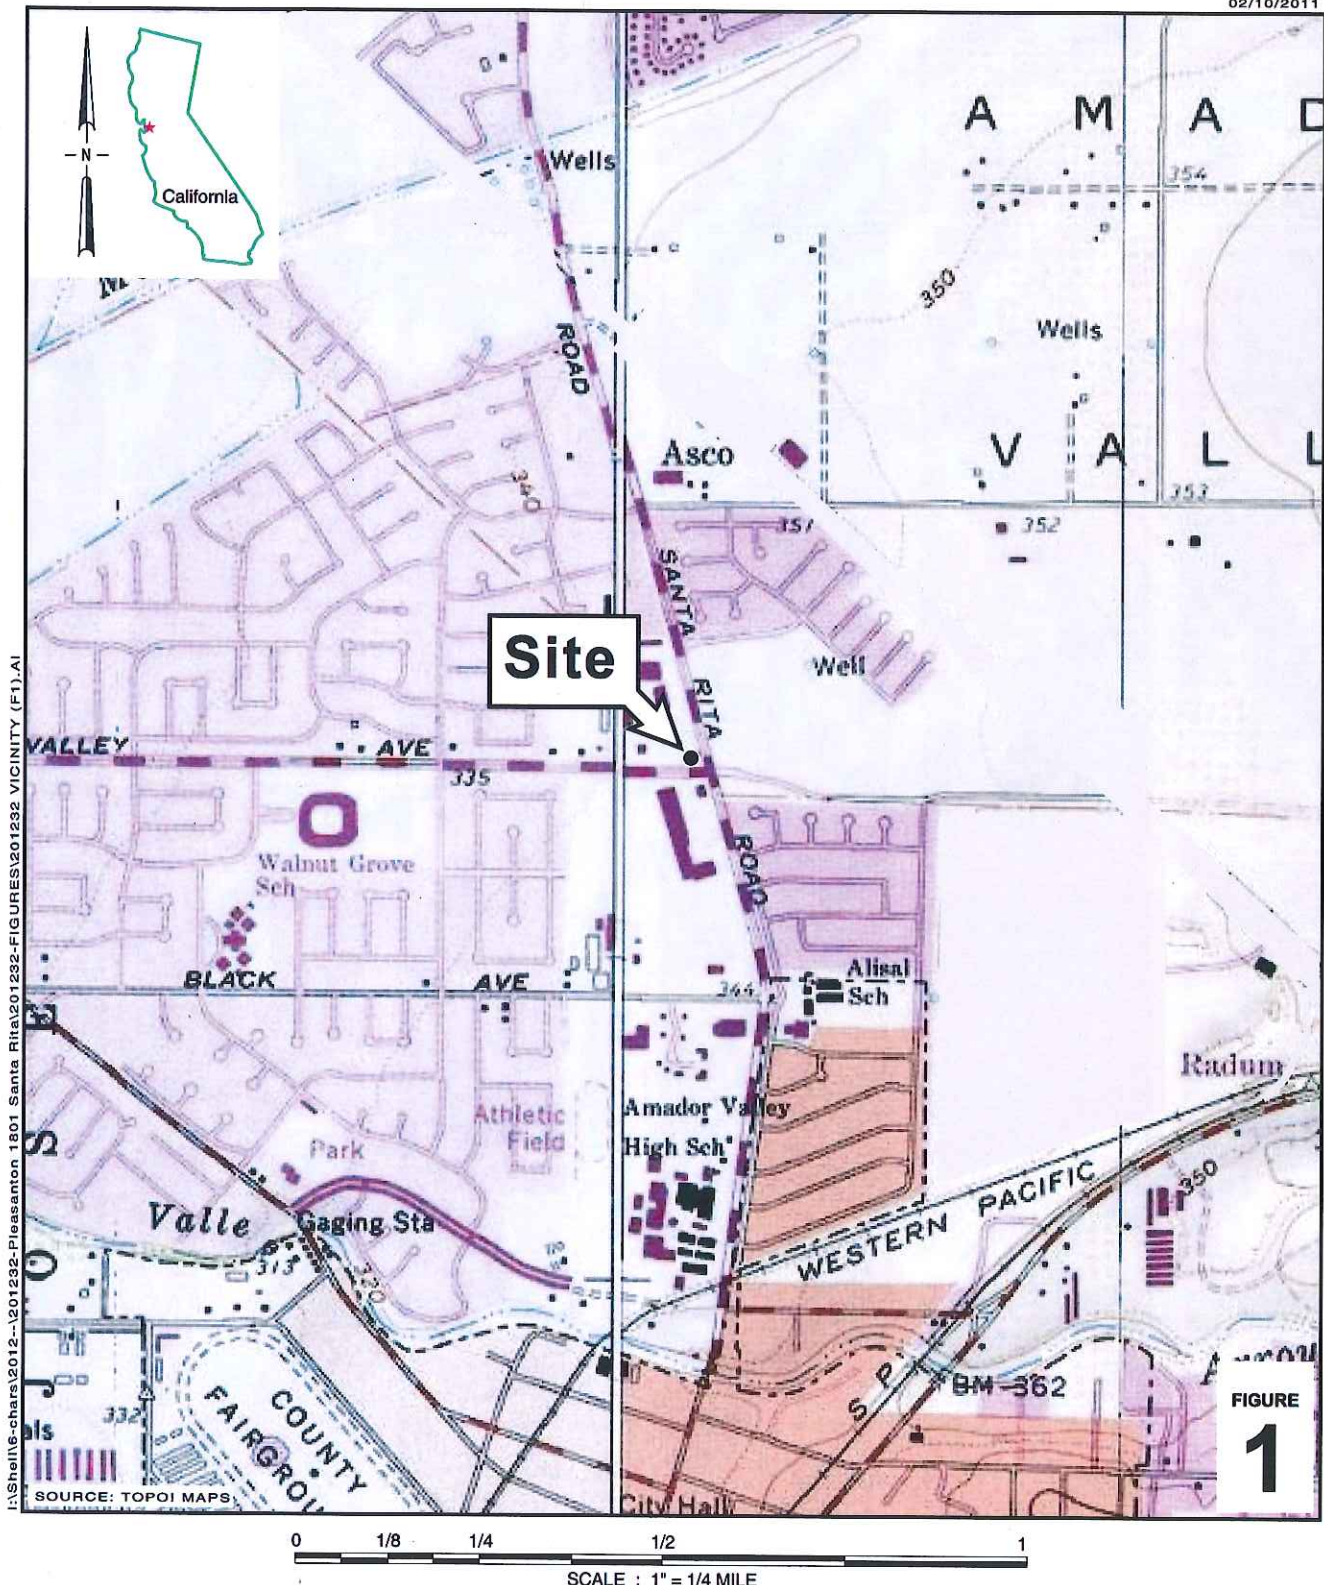 02/10/2011
N
California
Wells
A M A D
354
350
Wells
ROAD
Asco
V A L L
340
353
351
352
SANTA
Site
Well
RITA
VALLEY AVE
335
Walnut Grove
Sch
ROAD
BLACK AVE
344
Alisal
Sch
E
Radum
Athletic
Field
Amador Valley
High Sch
Park
S
350
WESTERN PACIFIC
Valle
Gaging Sta
313
O
S P
BM 362
J
332
COUNTY
FAIRGROU
als
City Hall
FIGURE
1
SOURCE: TOPO! MAPS
I:\Shell\6-chars\2012--\201232-Pleasanton 1801 Santa Rita\201232-FIGURES\201232 VICINITY (F1).AI
0 1/8 1/4 1/2 1
SCALE : 1" = 1/4 MILE